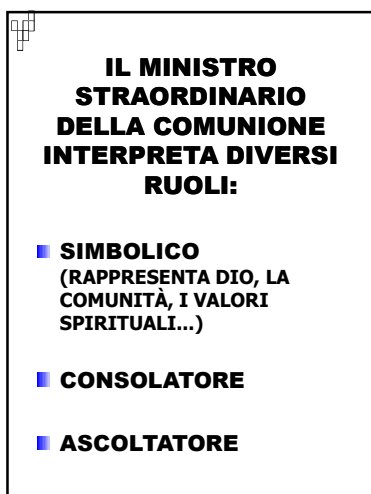 IL MINISTRO
STRAORDINARIO
DELLA COMUNIONE
INTERPRETA DIVERSI
RUOLI:
SIMBOLICO
(RAPPRESENTA DIO, LA
COMUNITÀ, I VALORI
SPIRITUALI...)
CONSOLATORE
ASCOLTATORE